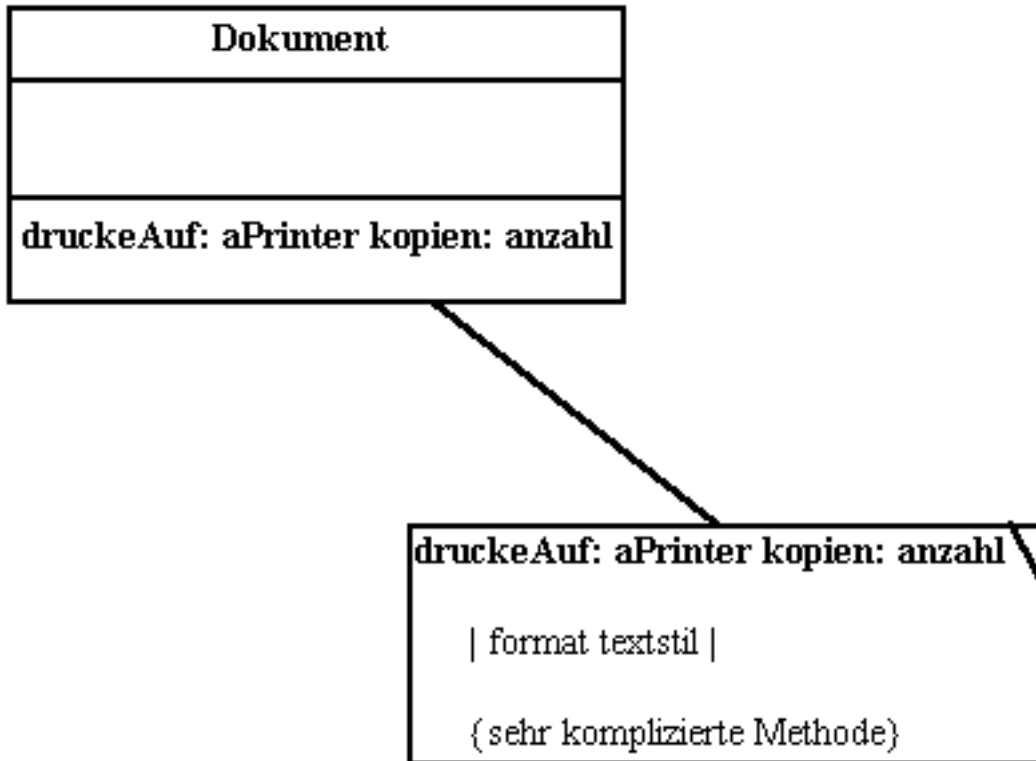 Dokument
druckeAuf: aPrinter kopien: anzahl
druckeAuf: aPrinter kopien: anzahl
| format textstil |
{sehr komplizierte Methode}